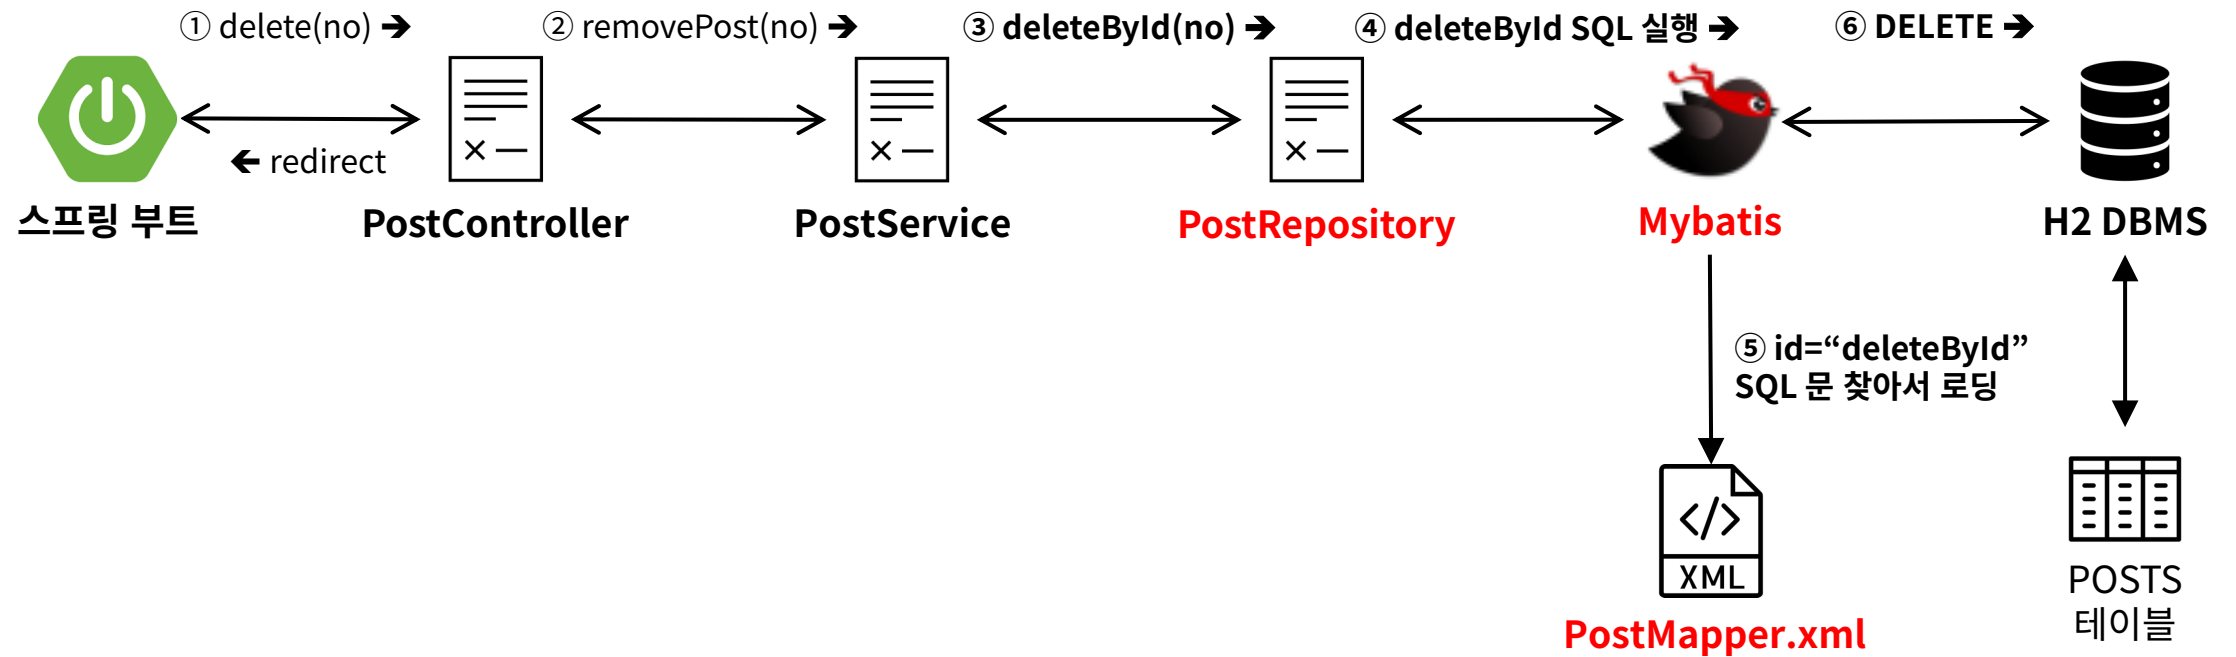 ① delete(no) →
② removePost(no) →
③ deleteById(no) →
④ deleteById SQL 실행 →
⑥ DELETE →
← redirect
스프링 부트
PostController
PostService
PostRepository
Mybatis
H2 DBMS
⑤ id=“deleteById”
SQL 문 찾아서 로딩
</>
XML
PostMapper.xml
POSTS
테이블